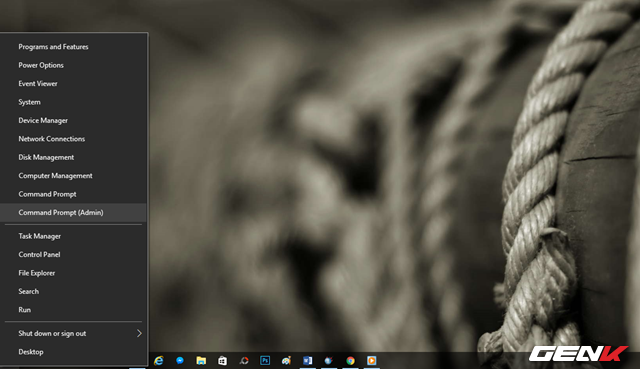 Programs and Features
Power Options
Event Viewer
System
Device Manager
Network Connections
Disk Management
Computer Management
Command Prompt
Command Prompt (Admin)
Task Manager
Control Panel
File Explorer
Search
Run
Shut down or sign out
Desktop
GENK